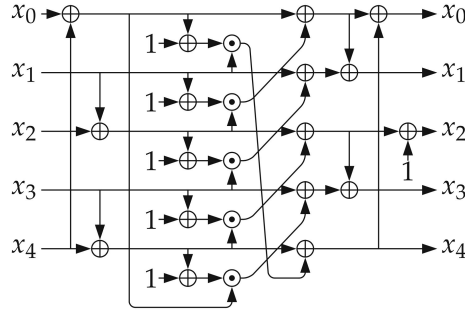 x₀ x₀
1
x₁ x₁
1
x₂ x₂
1 1
x₃ x₃
1
x₄ x₄
1